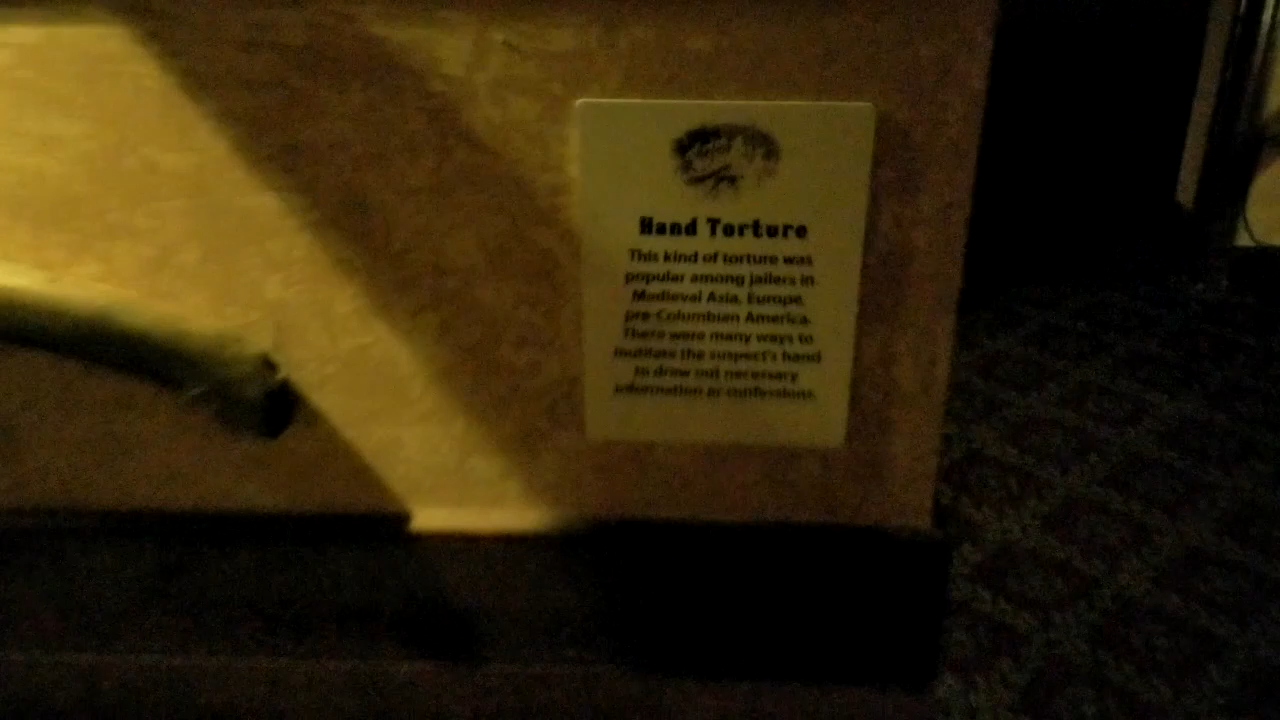 Hand Torture
This kind of torture was
popular among jailers in
Medieval Asia, Europe,
pre-Columbian America.
There were many ways to
mutilate the suspect's hand
to draw out necessary
information or confessions.